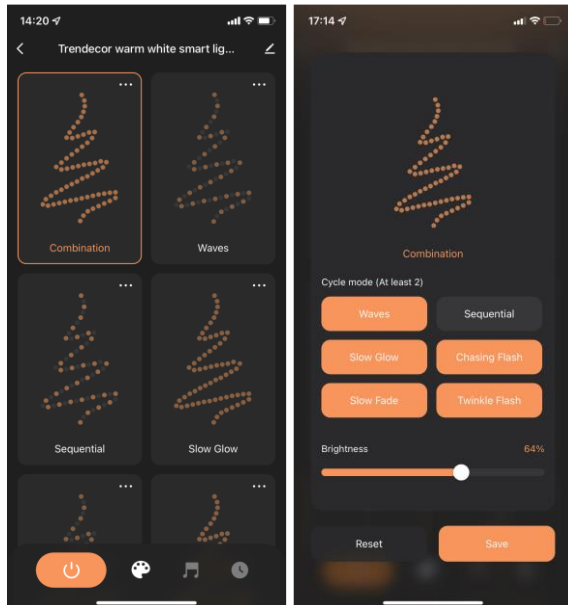 14:20
Trendecor warm white smart lig...
Combination
Waves
Sequential
Slow Glow
17:14
Combination
Cycle mode (At least 2)
Waves
Sequential
Slow Glow
Chasing Flash
Slow Fade
Twinkle Flash
Brightness
64%
Reset
Save